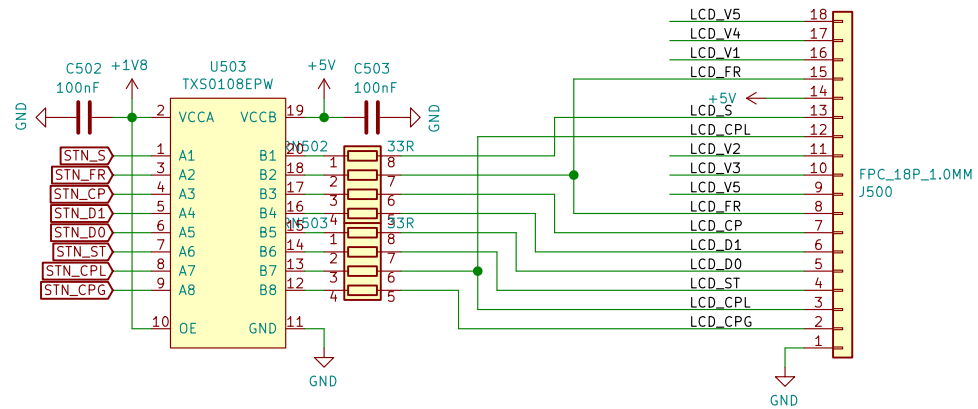 C502
100nF
GND
+1V8
U503
TXS0108EPW
+5V
C503
100nF
GND
2 VCCA
VCCB 19
STN_S 1 A1
STN_FR 3 A2
STN_CP 4 A3
STN_D1 5 A4
STN_D0 6 A5
STN_ST 7 A6
STN_CPL 8 A7
STN_CPG 9 A8
10 OE
B1 20
B2 18
B3 17
B4 16
B5 15
B6 14
B7 13
B8 12
GND 11
GND
RN502 33R
1 8
2 7
3 6
4 5
RN503 33R
1 8
2 7
3 6
4 5
LCD_V5 18
LCD_V4 17
LCD_V1 16
LCD_FR 15
+5V 14
LCD_S 13
LCD_CPL 12
LCD_V2 11
LCD_V3 10
LCD_V5 9
LCD_FR 8
LCD_CP 7
LCD_D1 6
LCD_D0 5
LCD_ST 4
LCD_CPL 3
LCD_CPG 2
1
GND
FPC_18P_1.0MM
J500